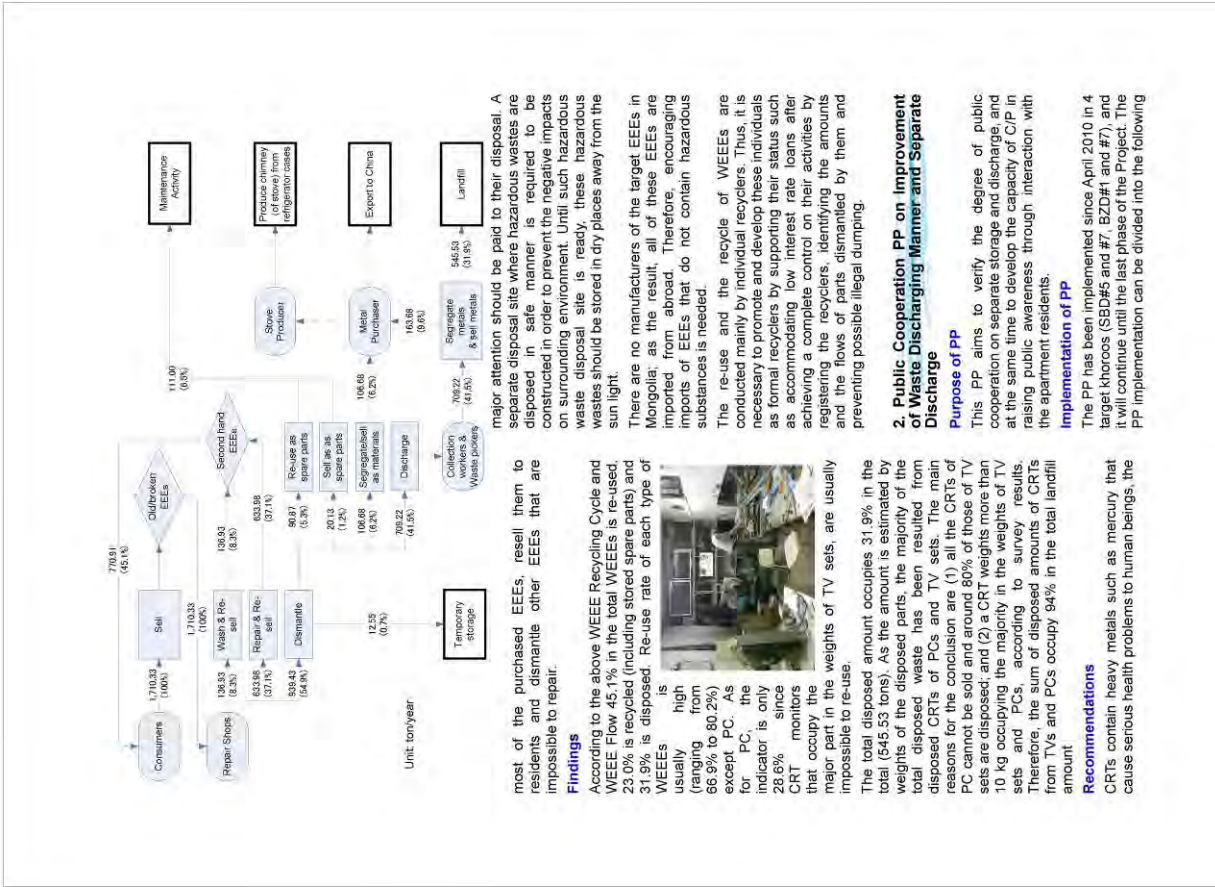 770.91
(45.1%)
Consumers
1,710.33
(100%)
Sell
Old/broken
EEEs
1,710.33
(100%)
Repair Shops
136.93
(8.3%)
Wash & Re-
sell
136.93
(8.3%)
Second hand
EEEs
111.00
(6.5%)
Maintenance
Activity
633.98
(37.1%)
Repair & Re-
sell
633.98
(37.1%)
939.43
(54.9%)
Dismantle
90.87
(5.3%)
Re-use as
spare parts
20.13
(1.2%)
Sell as as
spare parts
Stove
Producer
Produce chimney
(of stove) from
refrigerator cases
106.68
(6.2%)
Segregate/sell
as materials
106.68
(6.2%)
Metal
Purchaser
Export to China
709.22
(41.5%)
Discharge
163.68
(9.6%)
12.55
(0.7%)
Unit: ton/year
Temporary
storage
Collection
workers &
Waste pickers
709.22
(41.5%)
Segregate
metals
& sell metals
545.53
(31.9%)
Landfill
most of the purchased EEEs, resell them to
residents and dismantle other EEEs that are
impossible to repair.
Findings
According to the above WEEE Recycling Cycle and
WEEE Flow 45.1% in the total WEEEs is re-used,
23.0% is recycled (including stored spare parts) and
31.9% is disposed. Re-use rate of each type of
WEEEs is
usually high
(ranging from
66.9% to 80.2%)
except PC. As
for PC, the
indicator is only
28.6% since
CRT monitors
that occupy the
major part in the weights of TV sets, are usually
impossible to re-use.
The total disposed amount occupies 31.9% in the
total (545.53 tons). As the amount is estimated by
weights of the disposed parts, the majority of the
total disposed waste has been resulted from
disposed CRTs of PCs and TV sets. The main
reasons for the conclusion are (1) all the CRTs of
PC cannot be sold and around 80% of those of TV
sets are disposed; and (2) a CRT weights more than
10 kg occupying the majority in the weights of TV
sets and PCs, according to survey results.
Therefore, the sum of disposed amounts of CRTs
from TVs and PCs occupy 94% in the total landfill
amount
Recommendations
CRTs contain heavy metals such as mercury that
cause serious health problems to human beings, the
major attention should be paid to their disposal. A
separate disposal site where hazardous wastes are
disposed in safe manner is required to be
constructed in order to prevent the negative impacts
on surrounding environment. Until such hazardous
waste disposal site is ready, these hazardous
wastes should be stored in dry places away from the
sun light.
There are no manufacturers of the target EEEs in
Mongolia; as the result, all of these EEEs are
imported from abroad. Therefore, encouraging
imports of EEEs that do not contain hazardous
substances is needed.
The re-use and the recycle of WEEEs are
conducted mainly by individual recyclers. Thus, it is
necessary to promote and develop these individuals
as formal recyclers by supporting their status such
as accommodating low interest rate loans after
achieving a complete control on their activities by
registering the recyclers, identifying the amounts
and the flows of parts dismantled by them and
preventing possible illegal dumping.
2. Public Cooperation PP on Improvement
of Waste Discharging Manner and Separate
Discharge
Purpose of PP
This PP aims to verify the degree of public
cooperation on separate storage and discharge, and
at the same time to develop the capacity of C/P in
raising public awareness through interaction with
the apartment residents.
Implementation of PP
The PP has been implemented since April 2010 in 4
target khoroos (SBD#5 and #7, BZD#1 and #7), and
it will continue until the last phase of the Project. The
PP implementation can be divided into the following